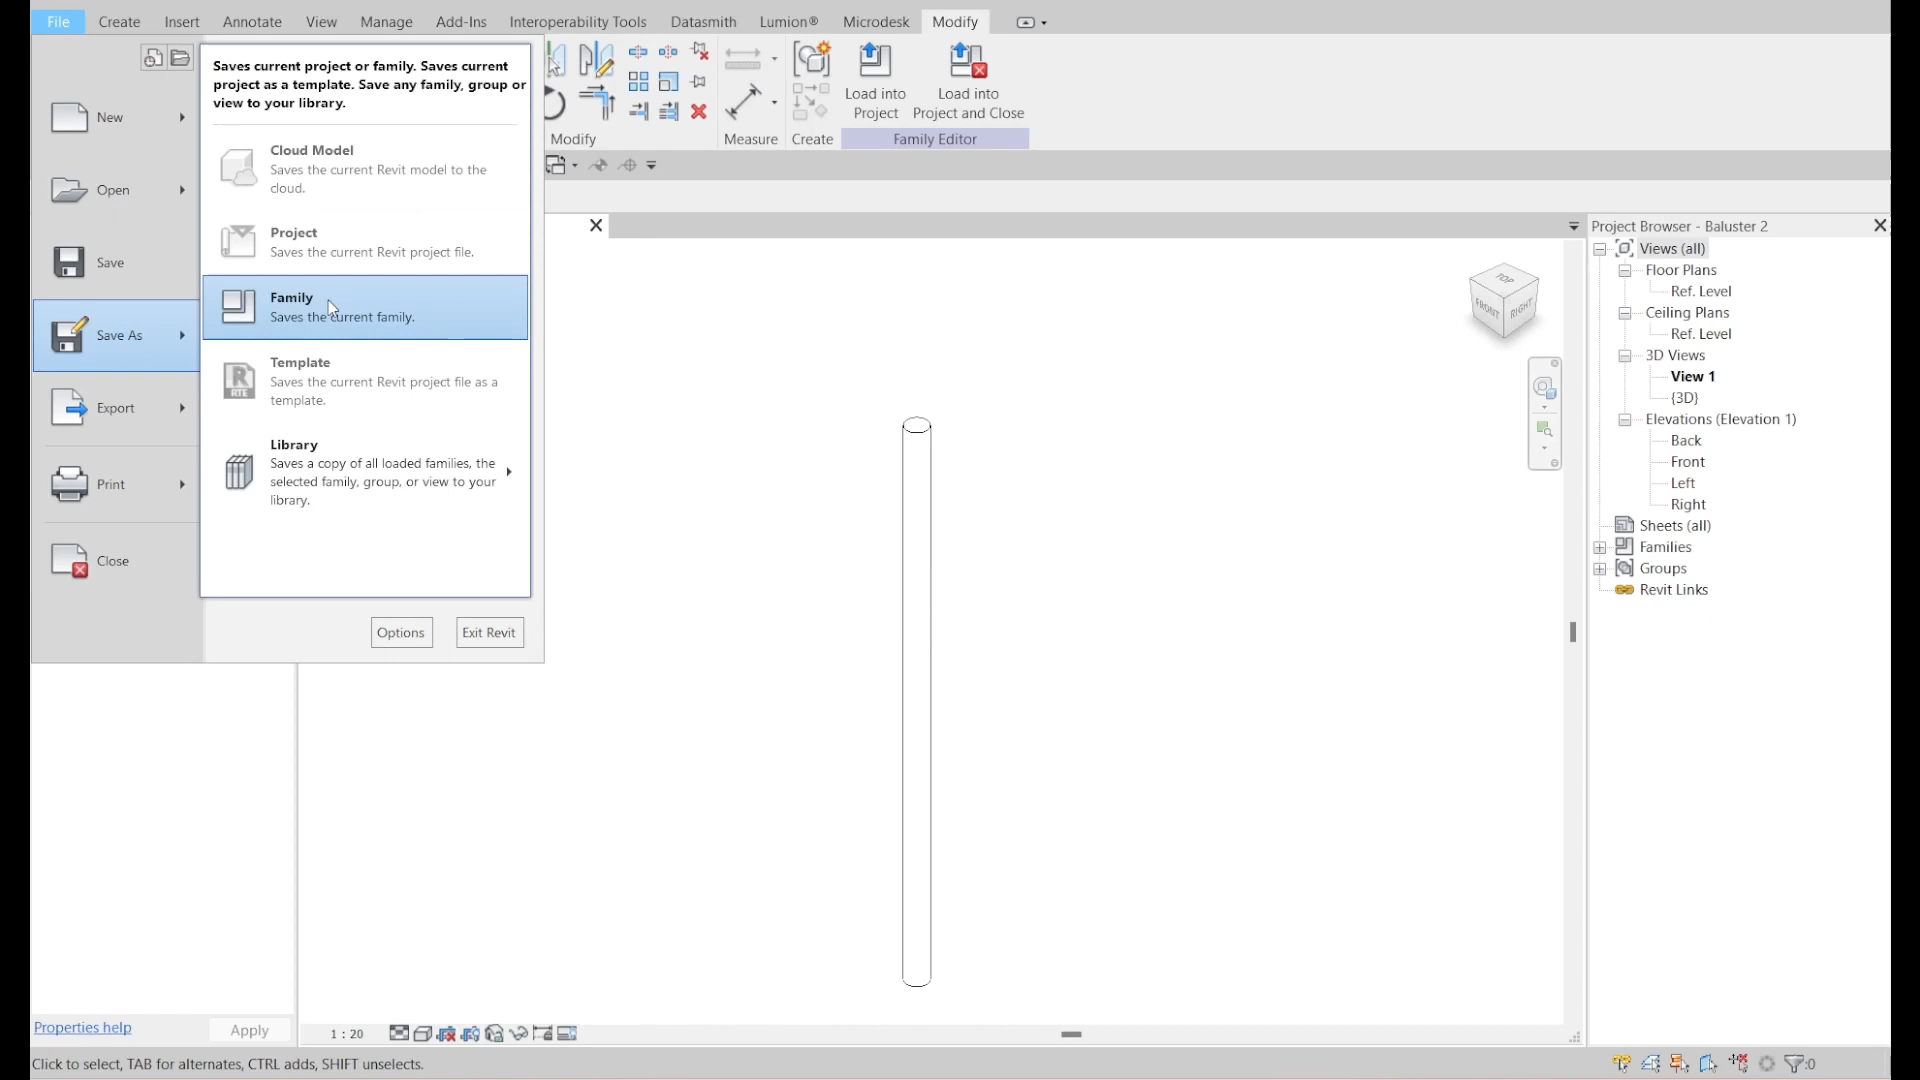 File Create Insert Annotate View Manage Add-Ins Interoperability Tools Datasmith Lumion® Microdesk Modify
New
Open
Save
Save As
Export
Print
Close
Saves current project or family. Saves current
project as a template. Save any family, group or
view to your library.
Cloud Model
Saves the current Revit model to the
cloud.
Project
Saves the current Revit project file.
Family
Saves the current family.
Template
Saves the current Revit project file as a
template.
RTE
Library
Saves a copy of all loaded families, the
selected family, group, or view to your
library.
Options Exit Revit
Load into
Project
Load into
Project and Close
Modify Measure Create Family Editor
TOP
FRONT RIGHT
Project Browser - Baluster 2
Views (all)
Floor Plans
Ref. Level
Ceiling Plans
Ref. Level
3D Views
View 1
{3D}
Elevations (Elevation 1)
Back
Front
Left
Right
Sheets (all)
Families
Groups
Revit Links
Properties help Apply
1 : 20
Click to select, TAB for alternates, CTRL adds, SHIFT unselects.
:0